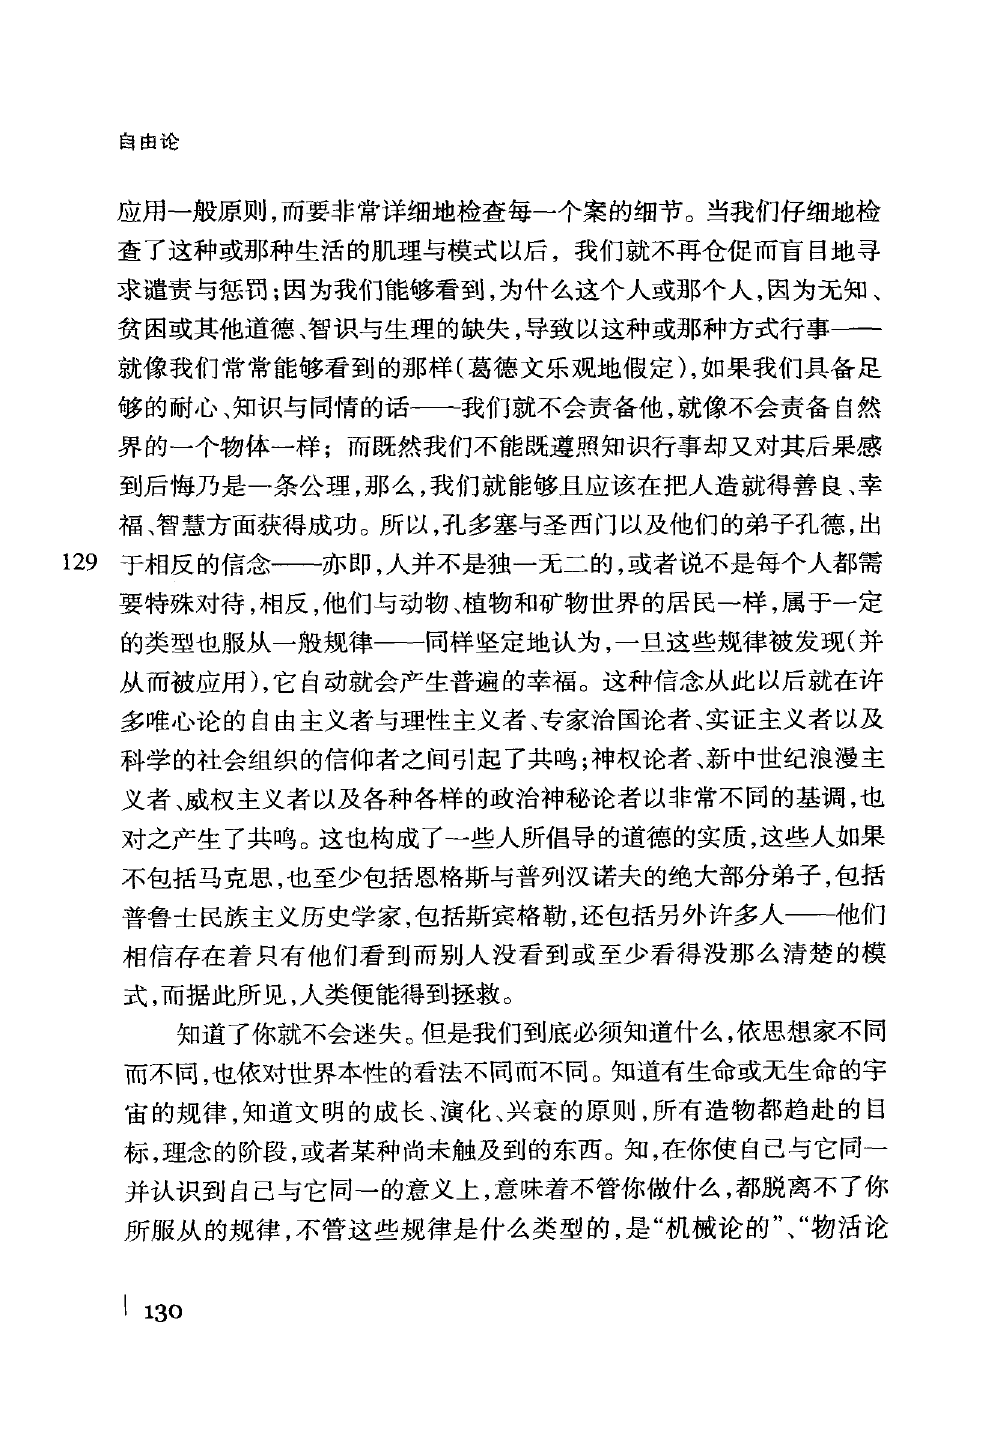 自由论
应用一般原则，而要非常详细地检查每一个案的细节。当我们仔细地检
查了这种或那种生活的肌理与模式以后，我们就不再仓促而盲目地寻
求谴责与惩罚；因为我们能够看到，为什么这个人或那个人，因为无知、
贫困或其他道德、智识与生理的缺失，导致以这种或那种方式行事——
就像我们常常能够看到的那样（葛德文乐观地假定），如果我们具备足
够的耐心、知识与同情的话——我们就不会责备他，就像不会责备自然
界的一个物体一样；而既然我们不能既遵照知识行事却又对其后果感
到后悔乃是一条公理，那么，我们就能够且应该在把人造就得善良、幸
福、智慧方面获得成功。所以，孔多塞与圣西门以及他们的弟子孔德，出
129 于相反的信念——亦即，人并不是独一无二的，或者说不是每个人都需
要特殊对待，相反，他们与动物、植物和矿物世界的居民一样，属于一定
的类型也服从一般规律——同样坚定地认为，一旦这些规律被发现（并
从而被应用），它自动就会产生普遍的幸福。这种信念从此以后就在许
多唯心论的自由主义者与理性主义者、专家治国论者、实证主义者以及
科学的社会组织的信仰者之间引起了共鸣；神权论者、新中世纪浪漫主
义者、威权主义者以及各种各样的政治神秘论者以非常不同的基调，也
对之产生了共鸣。这也构成了一些人所倡导的道德的实质，这些人如果
不包括马克思，也至少包括恩格斯与普列汉诺夫的绝大部分弟子，包括
普鲁士民族主义历史学家，包括斯宾格勒，还包括另外许多人——他们
相信存在着只有他们看到而别人没看到或至少看得没那么清楚的模
式，而据此所见，人类便能得到拯救。
知道了你就不会迷失。但是我们到底必须知道什么，依思想家不同
而不同，也依对世界本性的看法不同而不同。知道有生命或无生命的宇
宙的规律，知道文明的成长、演化、兴衰的原则，所有造物都趋赴的目
标，理念的阶段，或者某种尚未触及到的东西。知，在你使自己与它同一
并认识到自己与它同一的意义上，意味着不管你做什么，都脱离不了你
所服从的规律，不管这些规律是什么类型的，是“机械论的”、“物活论
130